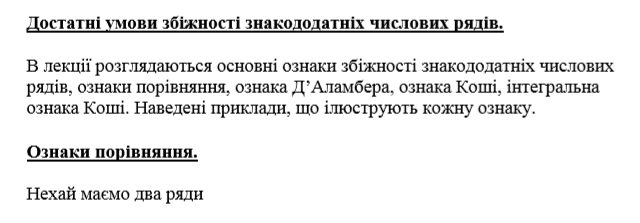 Достатні умови збіжності знакододатніх числових рядів.
В лекції розглядаються основні ознаки збіжності знакододатніх числових
рядів, ознаки порівняння, ознака Д’Аламбера, ознака Коші, інтегральна
ознака Коші. Наведені приклади, що ілюструють кожну ознаку.
Ознаки порівняння.
Нехай маємо два ряди